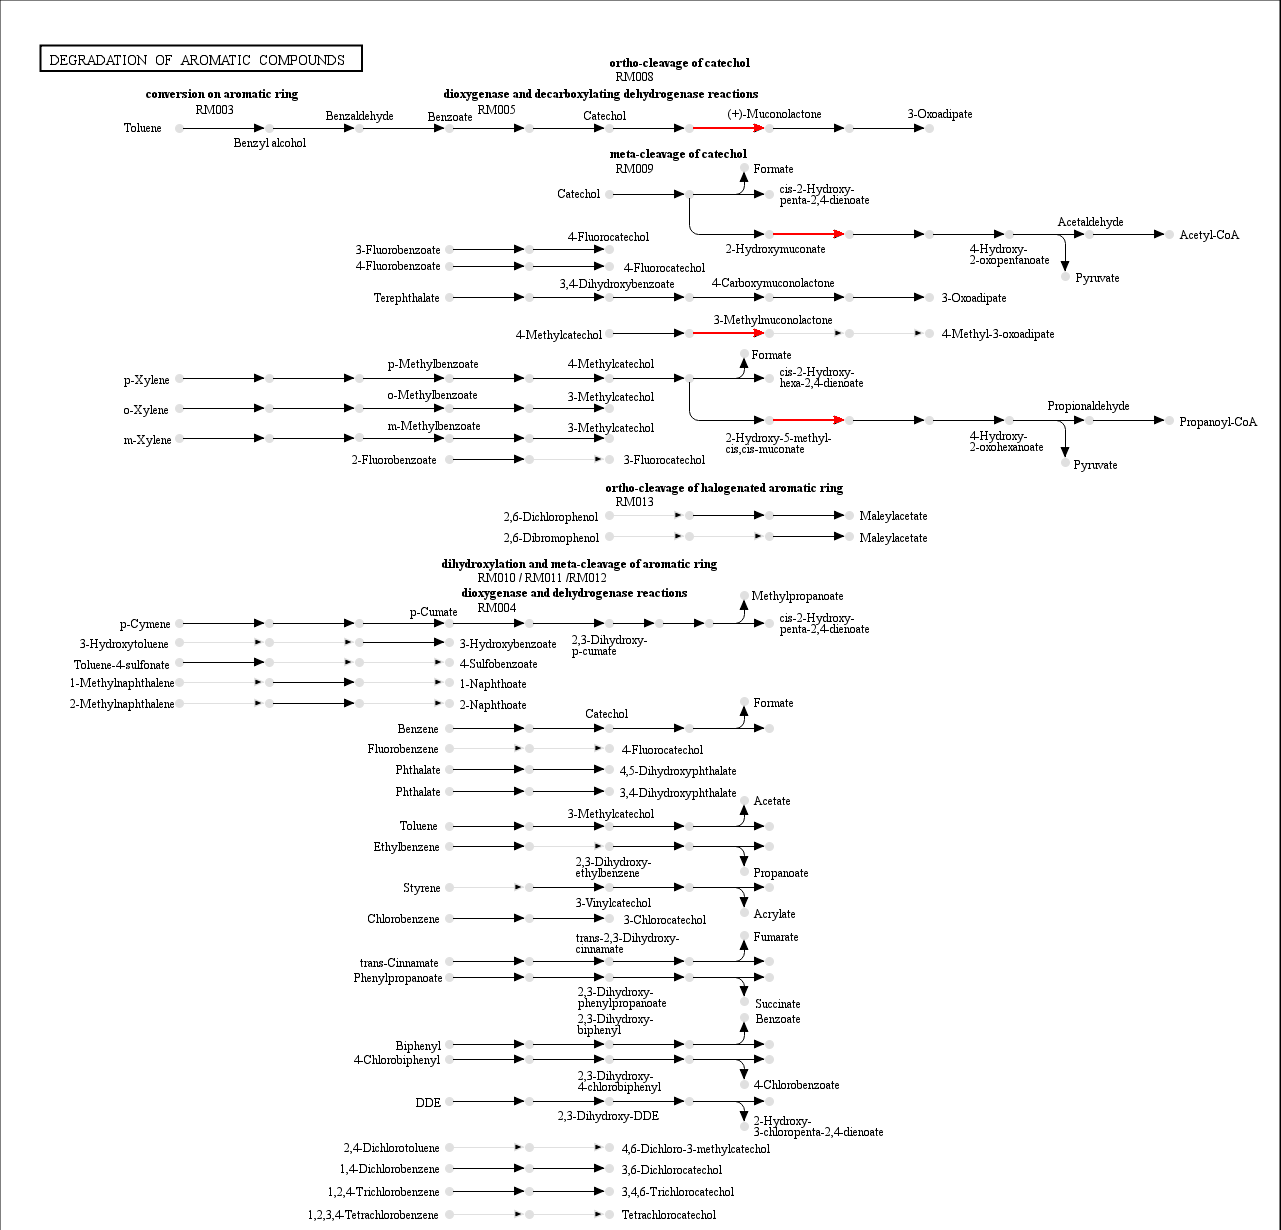 DEGRADATION OF AROMATIC COMPOUNDS
ortho-cleavage of catechol
RM008
conversion on aromatic ring
dioxygenase and decarboxylating dehydrogenase reactions
RM003
RM005
Toluene
Benzyl alcohol
Benzaldehyde
Benzoate
Catechol
(+)-Muconolactone
3-Oxoadipate
meta-cleavage of catechol
RM009
Formate
Catechol
cis-2-Hydroxy-
penta-2,4-dienoate
2-Hydroxymuconate
4-Hydroxy-
2-oxopentanoate
Acetaldehyde
Acetyl-CoA
Pyruvate
3-Fluorobenzoate
4-Fluorocatechol
4-Fluorobenzoate
4-Fluorocatechol
Terephthalate
3,4-Dihydroxybenzoate
4-Carboxymuconolactone
3-Oxoadipate
4-Methylcatechol
3-Methylmuconolactone
4-Methyl-3-oxoadipate
p-Xylene
p-Methylbenzoate
4-Methylcatechol
Formate
cis-2-Hydroxy-
hexa-2,4-dienoate
o-Xylene
o-Methylbenzoate
3-Methylcatechol
2-Hydroxy-5-methyl-
cis,cis-muconate
4-Hydroxy-
2-oxohexanoate
Propionaldehyde
Propanoyl-CoA
Pyruvate
m-Xylene
m-Methylbenzoate
3-Methylcatechol
2-Fluorobenzoate
3-Fluorocatechol
ortho-cleavage of halogenated aromatic ring
RM013
2,6-Dichlorophenol
Maleylacetate
2,6-Dibromophenol
Maleylacetate
dihydroxylation and meta-cleavage of aromatic ring
RM010 / RM011 /RM012
dioxygenase and dehydrogenase reactions
RM004
p-Cymene
p-Cumate
2,3-Dihydroxy-
p-cumate
Methylpropanoate
cis-2-Hydroxy-
penta-2,4-dienoate
3-Hydroxytoluene
3-Hydroxybenzoate
Toluene-4-sulfonate
4-Sulfobenzoate
1-Methylnaphthalene
1-Naphthoate
2-Methylnaphthalene
2-Naphthoate
Benzene
Catechol
Formate
Fluorobenzene
4-Fluorocatechol
Phthalate
4,5-Dihydroxyphthalate
Phthalate
3,4-Dihydroxyphthalate
Toluene
3-Methylcatechol
Acetate
Ethylbenzene
2,3-Dihydroxy-
ethylbenzene
Propanoate
Styrene
3-Vinylcatechol
Acrylate
Chlorobenzene
3-Chlorocatechol
trans-Cinnamate
trans-2,3-Dihydroxy-
cinnamate
Fumarate
Phenylpropanoate
2,3-Dihydroxy-
phenylpropanoate
Succinate
Biphenyl
2,3-Dihydroxy-
biphenyl
Benzoate
4-Chlorobiphenyl
2,3-Dihydroxy-
4-chlorobiphenyl
4-Chlorobenzoate
DDE
2,3-Dihydroxy-DDE
2-Hydroxy-
3-chloropenta-2,4-dienoate
2,4-Dichlorotoluene
4,6-Dichloro-3-methylcatechol
1,4-Dichlorobenzene
3,6-Dichlorocatechol
1,2,4-Trichlorobenzene
3,4,6-Trichlorocatechol
1,2,3,4-Tetrachlorobenzene
Tetrachlorocatechol